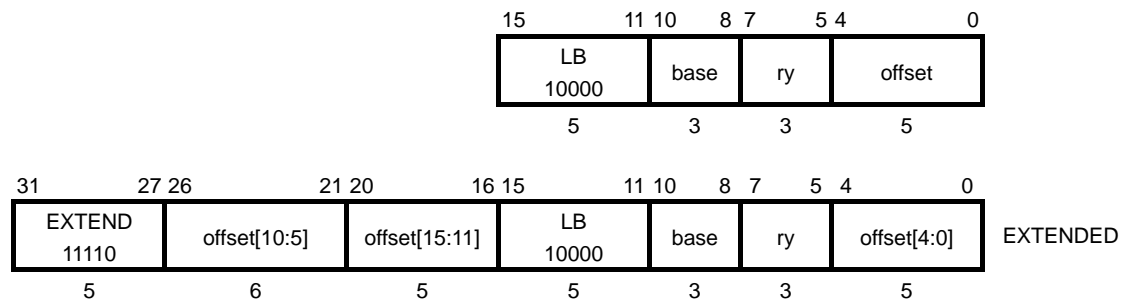 15 11 10 8 7 5 4 0
LB
10000
base ry offset
5 3 3 5
31 27 26 21 20 16 15 11 10 8 7 5 4 0
EXTEND
11110
offset[10:5] offset[15:11]
LB
10000
base ry offset[4:0] EXTENDED
5 6 5 5 3 3 5